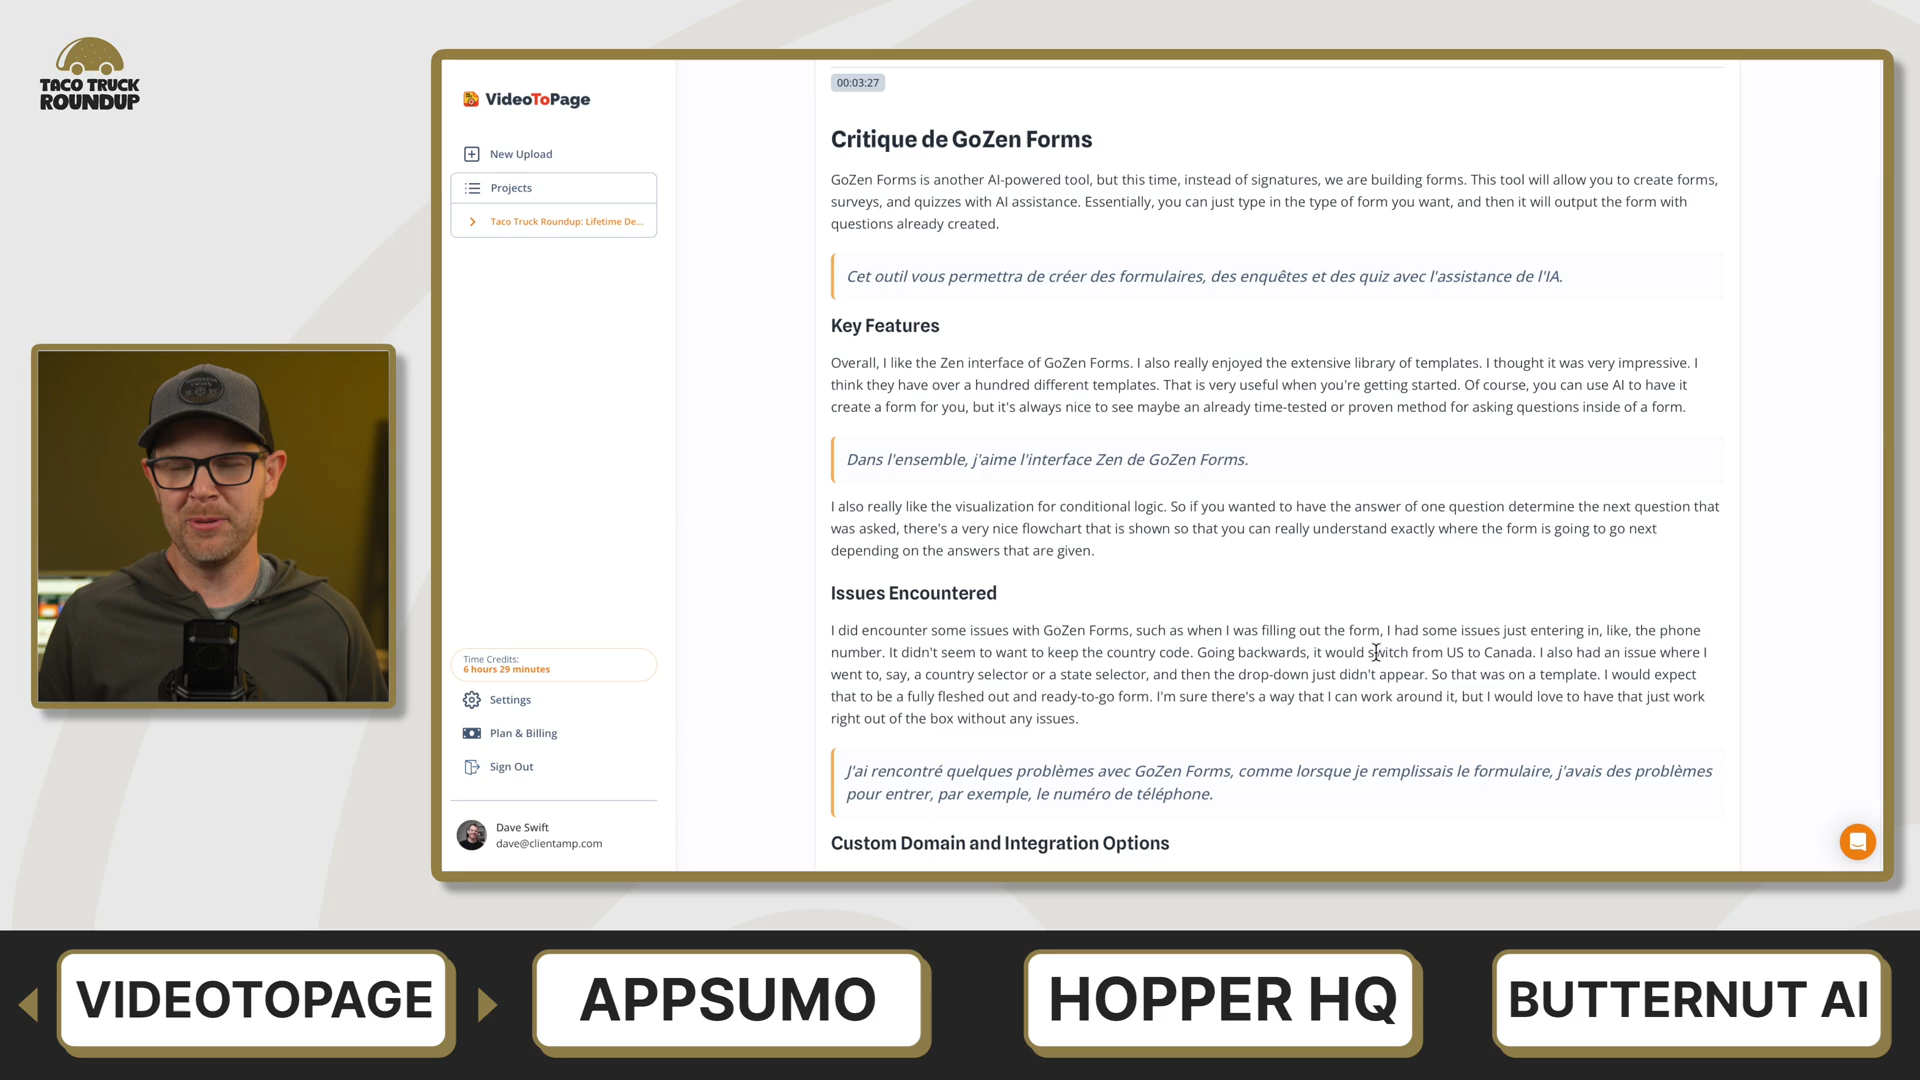 TACO TRUCK
ROUNDUP
VideoToPage
New Upload
Projects
Taco Truck Roundup: Lifetime De...
Time Credits:
6 hours 29 minutes
Settings
Plan & Billing
Sign Out
Dave Swift
dave@clientamp.com
00:03:27
Critique de GoZen Forms
GoZen Forms is another AI-powered tool, but this time, instead of signatures, we are building forms. This tool will allow you to create forms,
surveys, and quizzes with AI assistance. Essentially, you can just type in the type of form you want, and then it will output the form with
questions already created.
Cet outil vous permettra de créer des formulaires, des enquêtes et des quiz avec l'assistance de l'IA.
Key Features
Overall, I like the Zen interface of GoZen Forms. I also really enjoyed the extensive library of templates. I thought it was very impressive. I
think they have over a hundred different templates. That is very useful when you're getting started. Of course, you can use AI to have it
create a form for you, but it's always nice to see maybe an already time-tested or proven method for asking questions inside of a form.
Dans l'ensemble, j'aime l'interface Zen de GoZen Forms.
I also really like the visualization for conditional logic. So if you wanted to have the answer of one question determine the next question that
was asked, there's a very nice flowchart that is shown so that you can really understand exactly where the form is going to go next
depending on the answers that are given.
Issues Encountered
I did encounter some issues with GoZen Forms, such as when I was filling out the form, I had some issues just entering in, like, the phone
number. It didn't seem to want to keep the country code. Going backwards, it would switch from US to Canada. I also had an issue where I
went to, say, a country selector or a state selector, and then the drop-down just didn't appear. So that was on a template. I would expect
that to be a fully fleshed out and ready-to-go form. I'm sure there's a way that I can work around it, but I would love to have that just work
right out of the box without any issues.
J'ai rencontré quelques problèmes avec GoZen Forms, comme lorsque je remplissais le formulaire, j'avais des problèmes
pour entrer, par exemple, le numéro de téléphone.
Custom Domain and Integration Options
VIDEOTOPAGE
APPSUMO
HOPPER HQ
BUTTERNUT AI